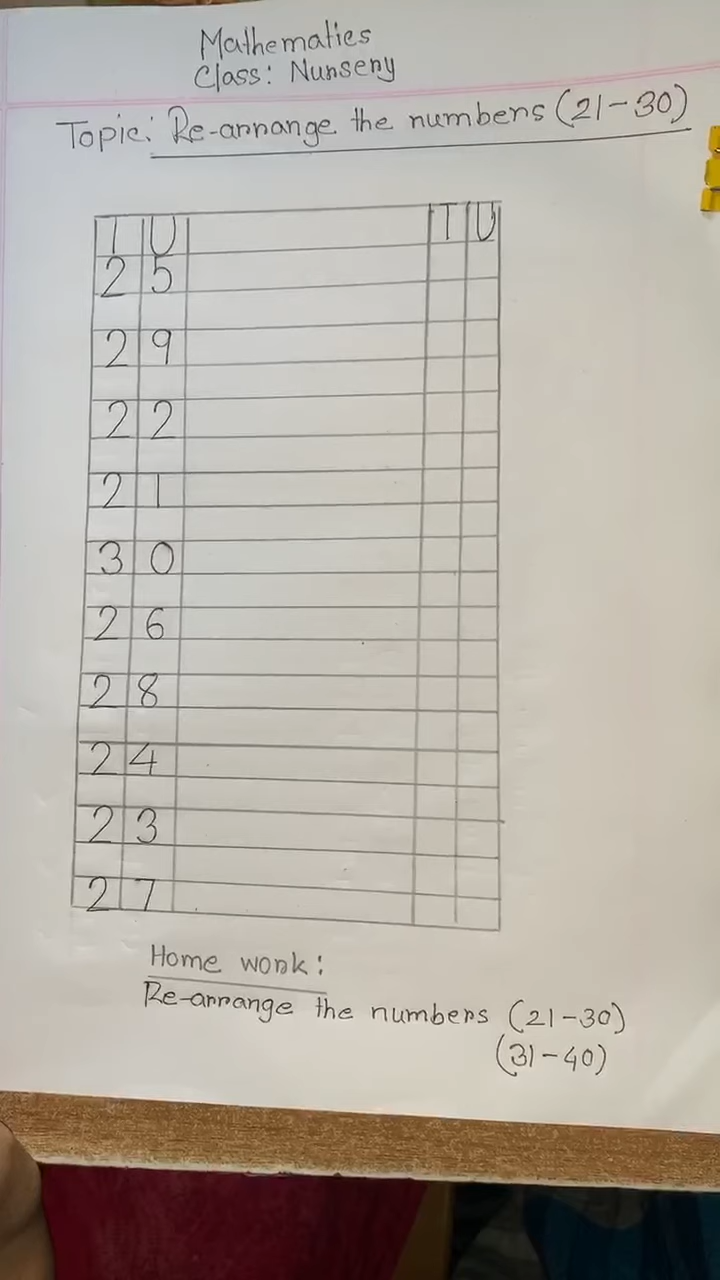 Mathematics
Class: Nursery
Topic: Re-arrange the numbers (21-30)
T U T U
2 5
2 9
2 2
2 1
3 0
2 6
2 8
2 4
2 3
2 7
Home work:
Re-arrange the numbers (21-30)
(31-40)